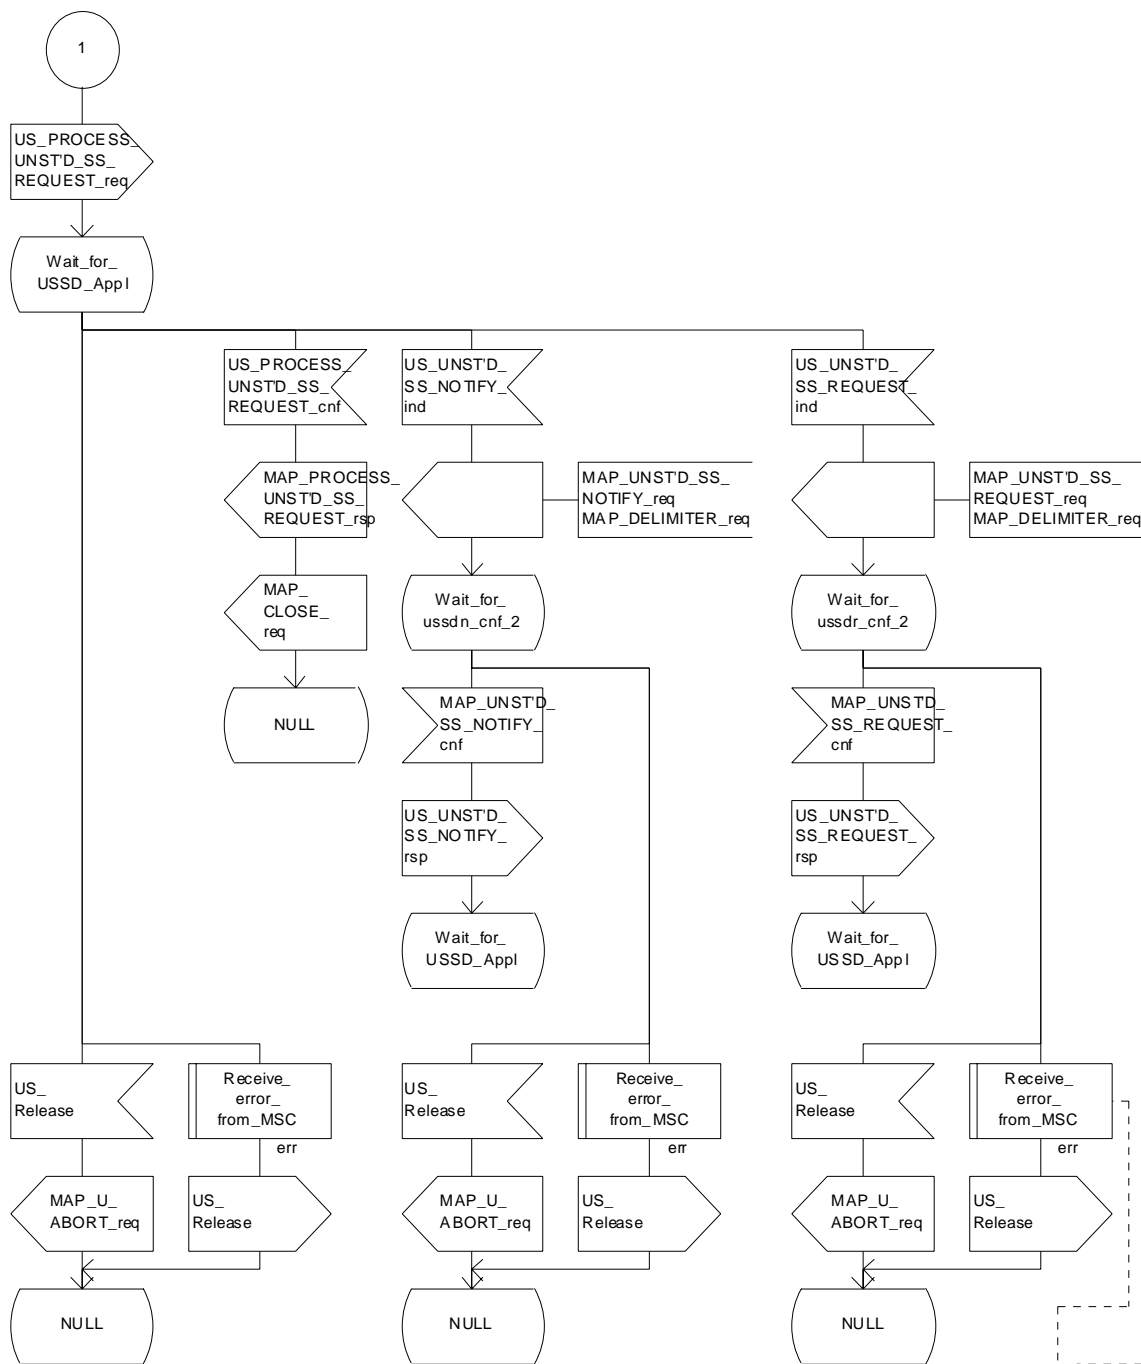 1
US_PROCESS_
UNST'D_SS_
REQUEST_req
Wait_for_
USSD_Appl
US_PROCESS_
UNST'D_SS_
REQUEST_cnf
US_UNST'D_
SS_NOTIFY_
ind
US_UNST'D_
SS_REQUEST_
ind
MAP_PROCESS_
UNST'D_SS_
REQUEST_rsp
MAP_UNST'D_SS_
NOTIFY_req
MAP_DELIMITER_req
MAP_UNST'D_SS_
REQUEST_req
MAP_DELIMITER_req
MAP_
CLOSE_
req
Wait_for_
ussdn_cnf_2
Wait_for_
ussdr_cnf_2
NULL
MAP_UNST'D_
SS_NOTIFY_
cnf
MAP_UNST'D_
SS_REQUEST_
cnf
US_UNST'D_
SS_NOTIFY_
rsp
US_UNST'D_
SS_REQUEST_
rsp
Wait_for_
USSD_Appl
Wait_for_
USSD_Appl
US_
Release
Receive_
error_
from_MSC
err
US_
Release
Receive_
error_
from_MSC
err
US_
Release
Receive_
error_
from_MSC
err
MAP_U_
ABORT_req
US_
Release
MAP_U_
ABORT_req
US_
Release
MAP_U_
ABORT_req
US_
Release
NULL
NULL
NULL